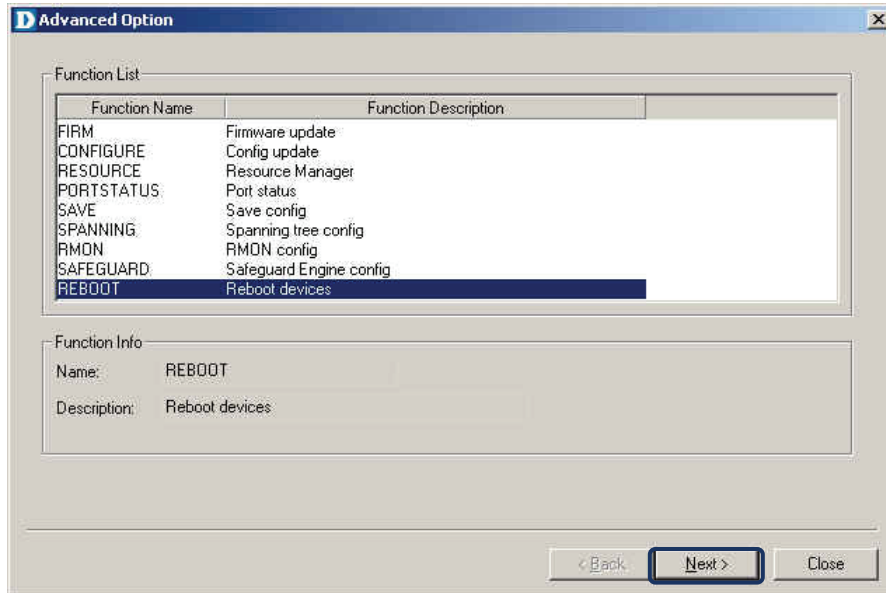 D Advanced Option
Function List
Function Name Function Description
FIRM Firmware update
CONFIGURE Config update
RESOURCE Resource Manager
PORTSTATUS Port status
SAVE Save config
SPANNING Spanning tree config
RMON RMON config
SAFEGUARD Safeguard Engine config
REBOOT Reboot devices
Function Info
Name: REBOOT
Description: Reboot devices
< Back Next > Close